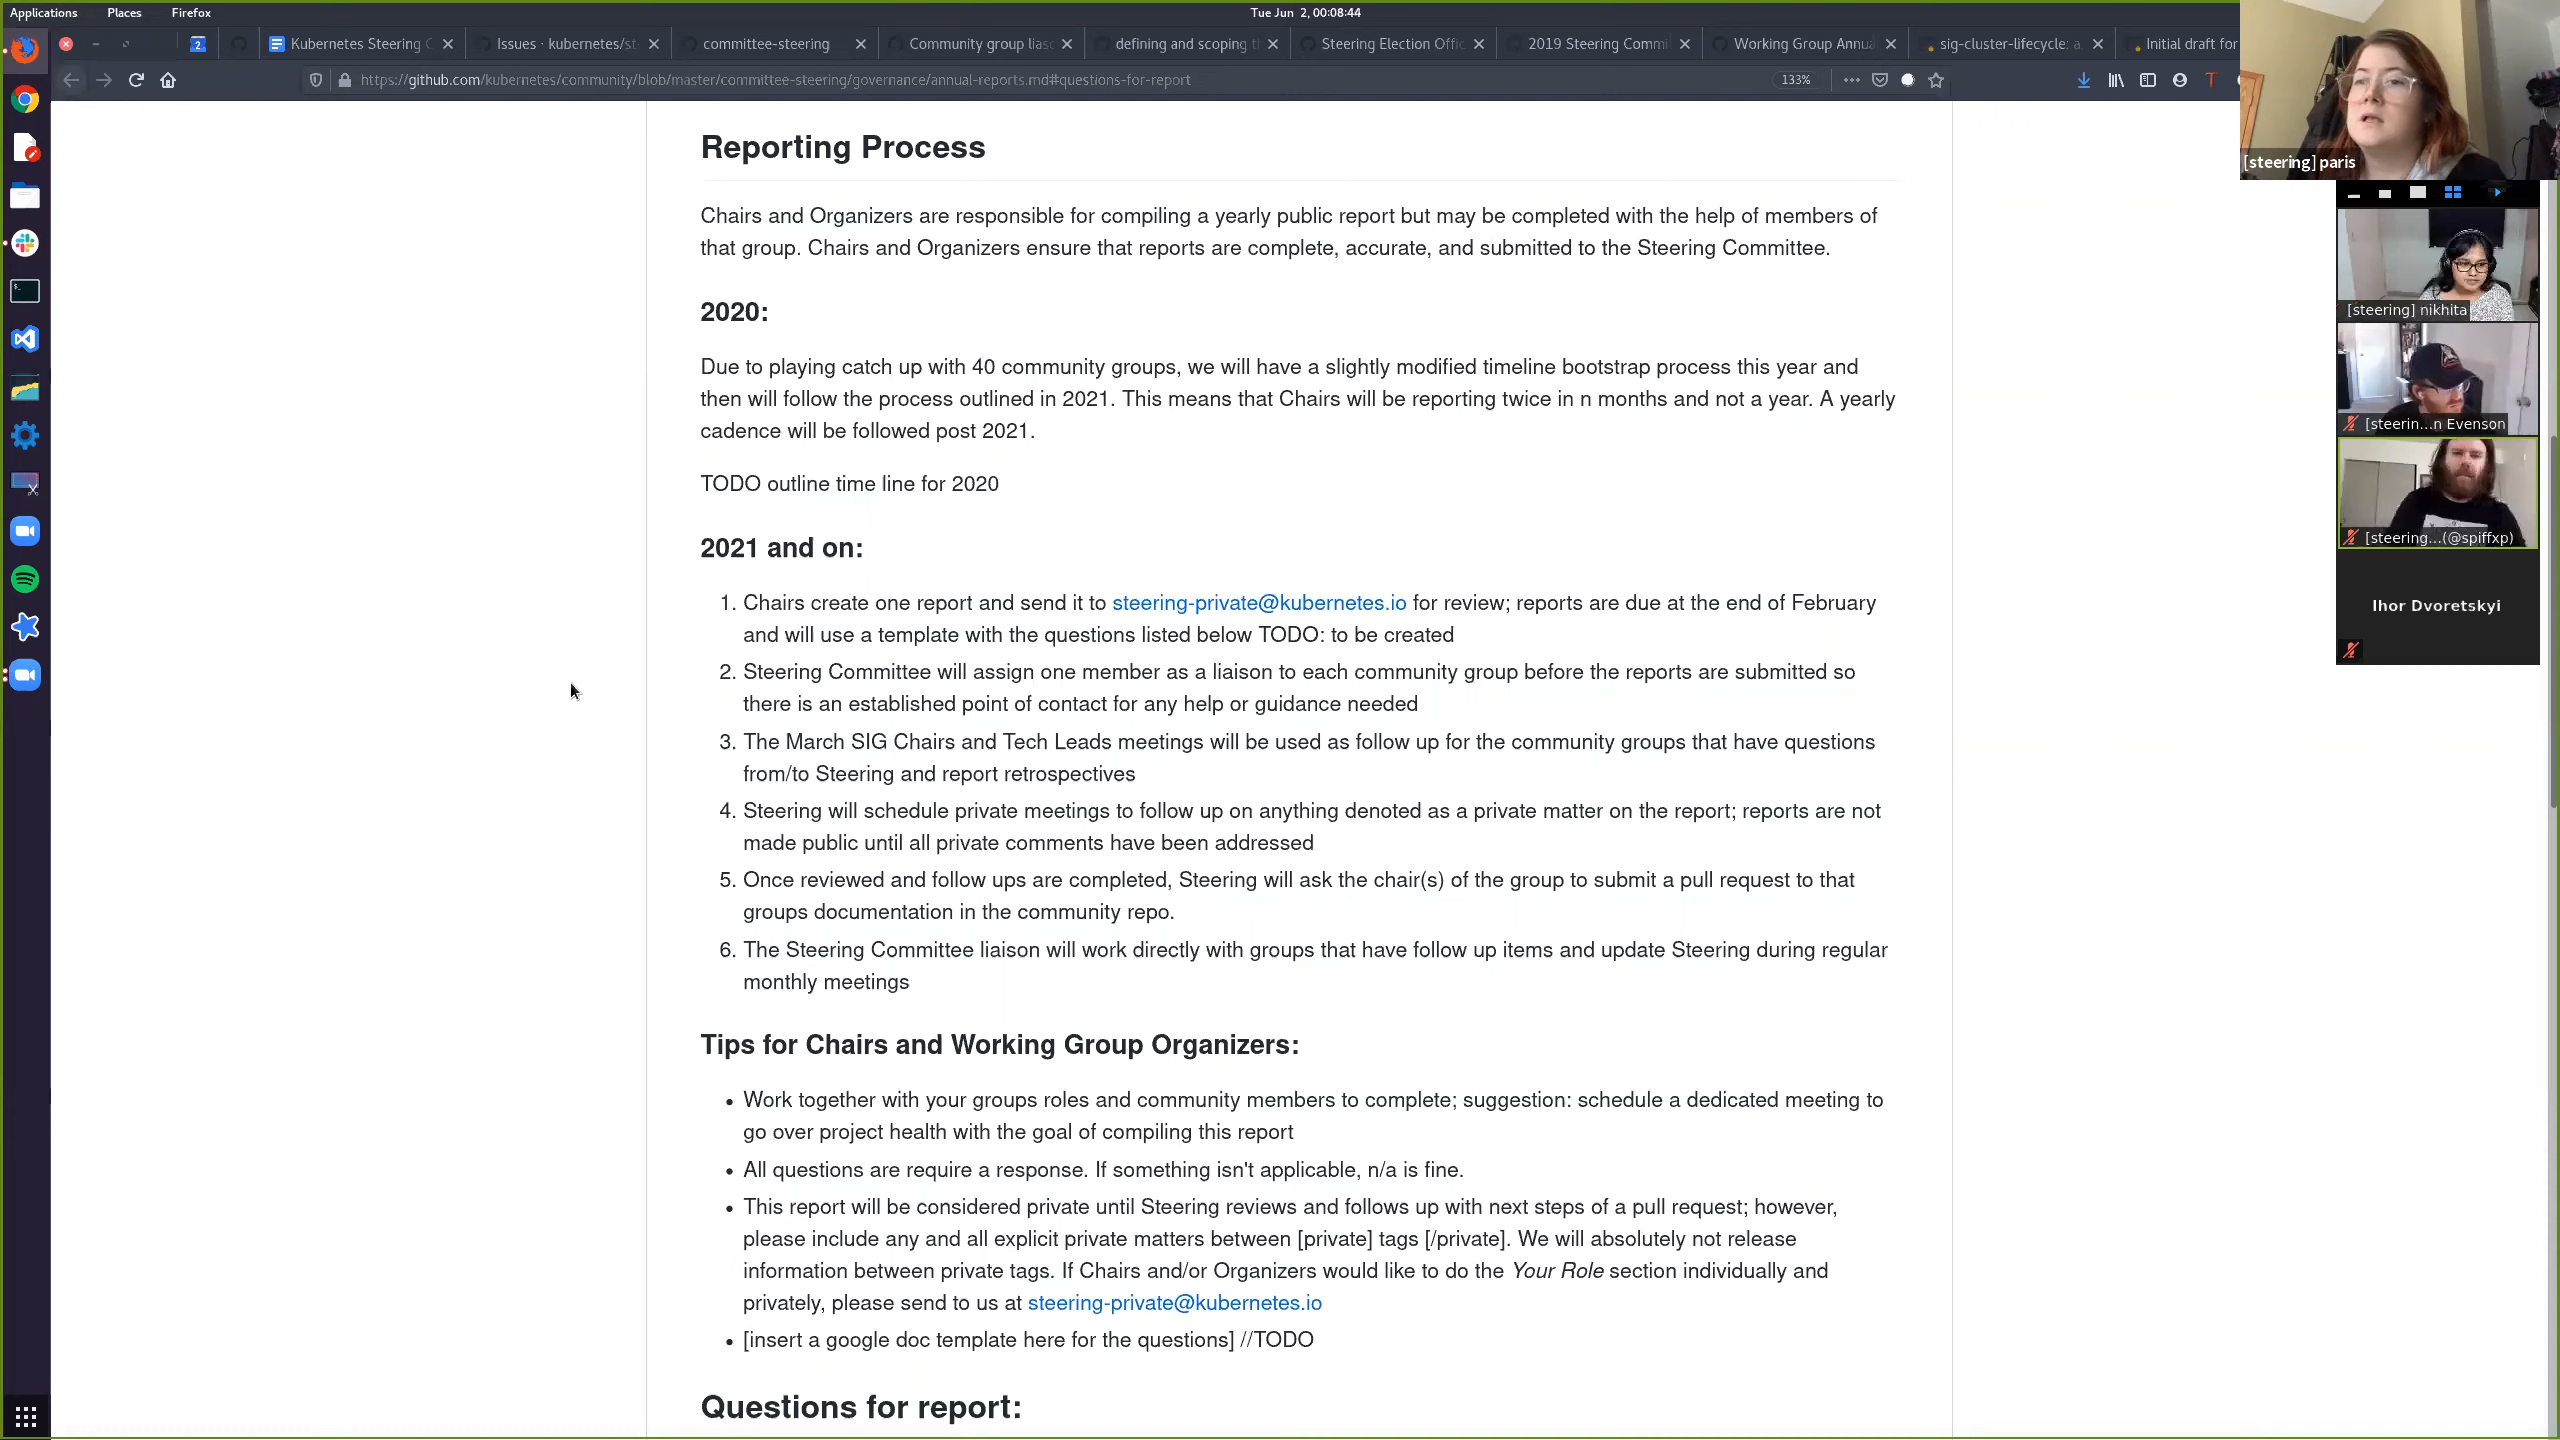 Applications Places Firefox Tue Jun 2, 00:08:44
2 Kubernetes Steering C Issues · kubernetes/st committee-steering Community group liaso defining and scoping t Steering Election Offic 2019 Steering Commi Working Group Annua sig-cluster-lifecycle: a Initial draft for
https://github.com/kubernetes/community/blob/master/committee-steering/governance/annual-reports.md#questions-for-report 133%
[steering] paris
[steering] nikhita
[steerin...n Evenson
[steering...(@spiffxp)
Ihor Dvoretskyi
Reporting Process
Chairs and Organizers are responsible for compiling a yearly public report but may be completed with the help of members of
that group. Chairs and Organizers ensure that reports are complete, accurate, and submitted to the Steering Committee.
2020:
Due to playing catch up with 40 community groups, we will have a slightly modified timeline bootstrap process this year and
then will follow the process outlined in 2021. This means that Chairs will be reporting twice in n months and not a year. A yearly
cadence will be followed post 2021.
TODO outline time line for 2020
2021 and on:
1. Chairs create one report and send it to steering-private@kubernetes.io for review; reports are due at the end of February
and will use a template with the questions listed below TODO: to be created
2. Steering Committee will assign one member as a liaison to each community group before the reports are submitted so
there is an established point of contact for any help or guidance needed
3. The March SIG Chairs and Tech Leads meetings will be used as follow up for the community groups that have questions
from/to Steering and report retrospectives
4. Steering will schedule private meetings to follow up on anything denoted as a private matter on the report; reports are not
made public until all private comments have been addressed
5. Once reviewed and follow ups are completed, Steering will ask the chair(s) of the group to submit a pull request to that
groups documentation in the community repo.
6. The Steering Committee liaison will work directly with groups that have follow up items and update Steering during regular
monthly meetings
Tips for Chairs and Working Group Organizers:
• Work together with your groups roles and community members to complete; suggestion: schedule a dedicated meeting to
go over project health with the goal of compiling this report
• All questions are require a response. If something isn't applicable, n/a is fine.
• This report will be considered private until Steering reviews and follows up with next steps of a pull request; however,
please include any and all explicit private matters between [private] tags [/private]. We will absolutely not release
information between private tags. If Chairs and/or Organizers would like to do the Your Role section individually and
privately, please send to us at steering-private@kubernetes.io
• [insert a google doc template here for the questions] //TODO
Questions for report: